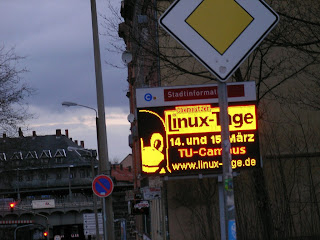 Stadtinformation
CHEMNITZER
Linux-Tage
14. und 15. März
TU-Campus
www.linux-tage.de